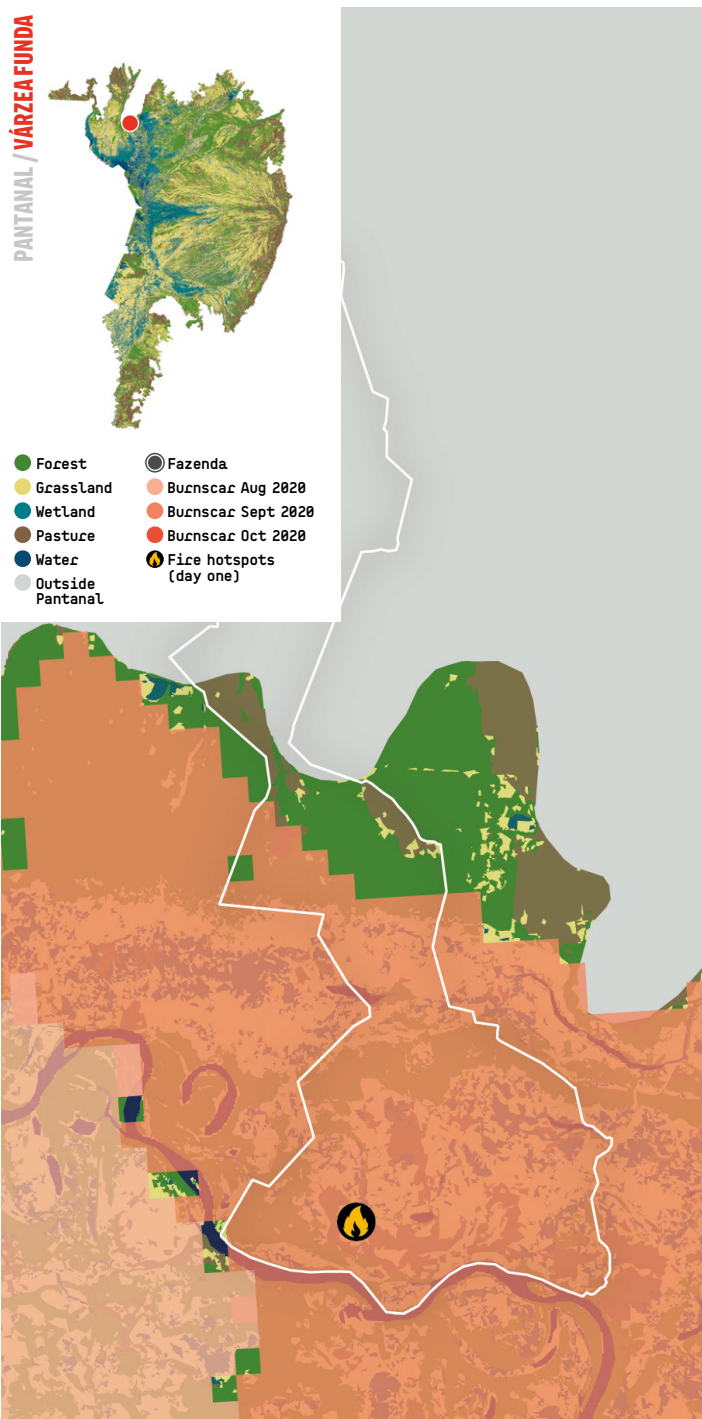 PANTANAL / VÁRZEA FUNDA
Forest
Grassland
Wetland
Pasture
Water
Outside
Pantanal
Fazenda
Burnscar Aug 2020
Burnscar Sept 2020
Burnscar Oct 2020
Fire hotspots
(day one)